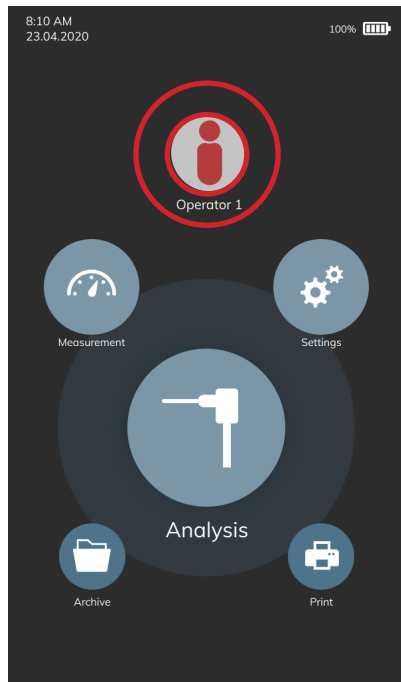 8:10 AM
100%
23.04.2020
Operator 1
Measurement
Settings
Analysis
Archive
Print